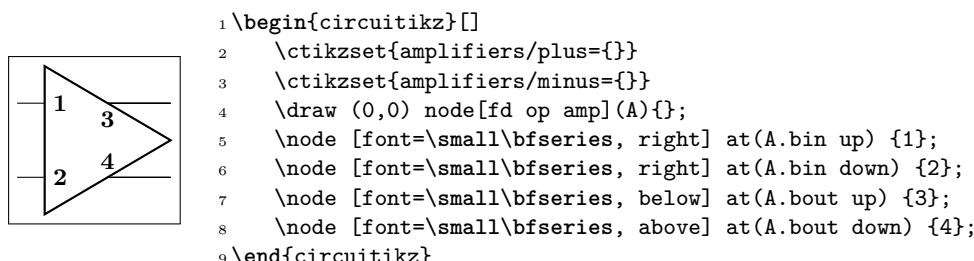 1 \begin{circuitikz}[]
2 \ctikzset{amplifiers/plus={}}
3 \ctikzset{amplifiers/minus={}}
4 \draw (0,0) node[fd op amp](A){};
5 \node [font=\small\bfseries, right] at(A.bin up) {1};
6 \node [font=\small\bfseries, right] at(A.bin down) {2};
7 \node [font=\small\bfseries, below] at(A.bout up) {3};
8 \node [font=\small\bfseries, above] at(A.bout down) {4};
9 \end{circuitikz}
1
3
4
2